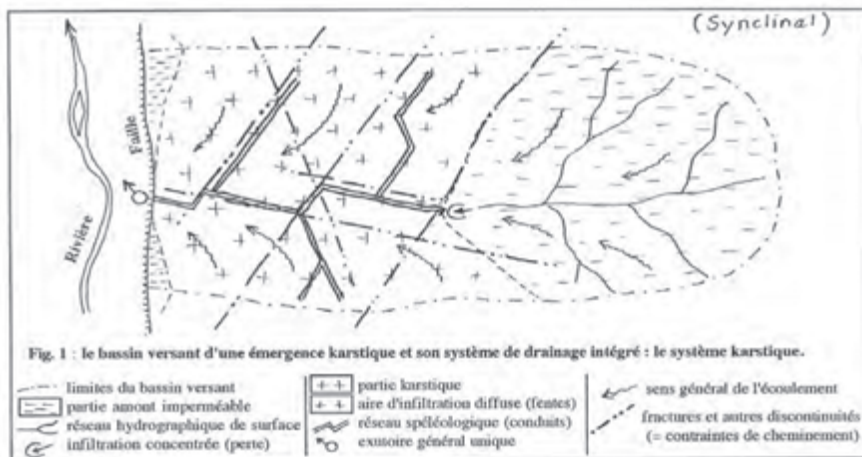 (Synclinal)
Faille
Rivière
Fig. 1 : le bassin versant d'une émergence karstique et son système de drainage intégré : le système karstique.
limites du bassin versant
partie amont imperméable
réseau hydrographique de surface
infiltration concentrée (perte)
partie karstique
aire d'infiltration diffuse (fentes)
réseau spéléologique (conduits)
exutoire général unique
sens général de l'écoulement
fractures et autres discontinuités
(= contraintes de cheminement)